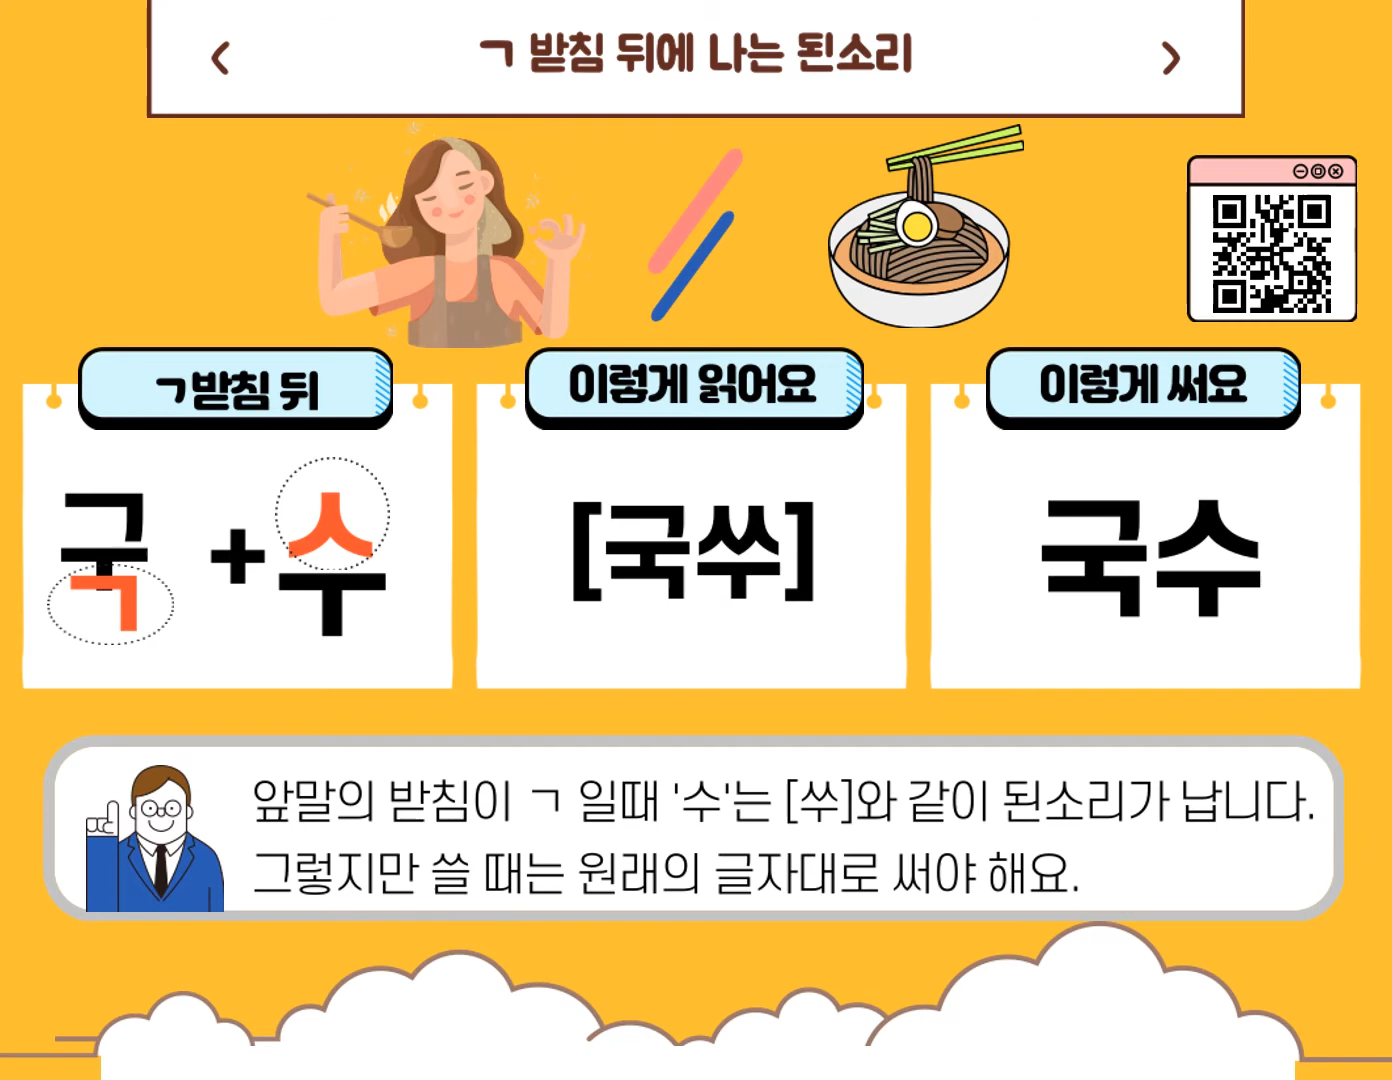 ㄱ 받침 뒤에 나는 된소리
ㄱ받침 뒤
이렇게 읽어요
이렇게 써요
국 + 수
[국쑤]
국수
앞말의 받침이 ㄱ 일때 '수'는 [쑤]와 같이 된소리가 납니다.
그렇지만 쓸 때는 원래의 글자대로 써야 해요.